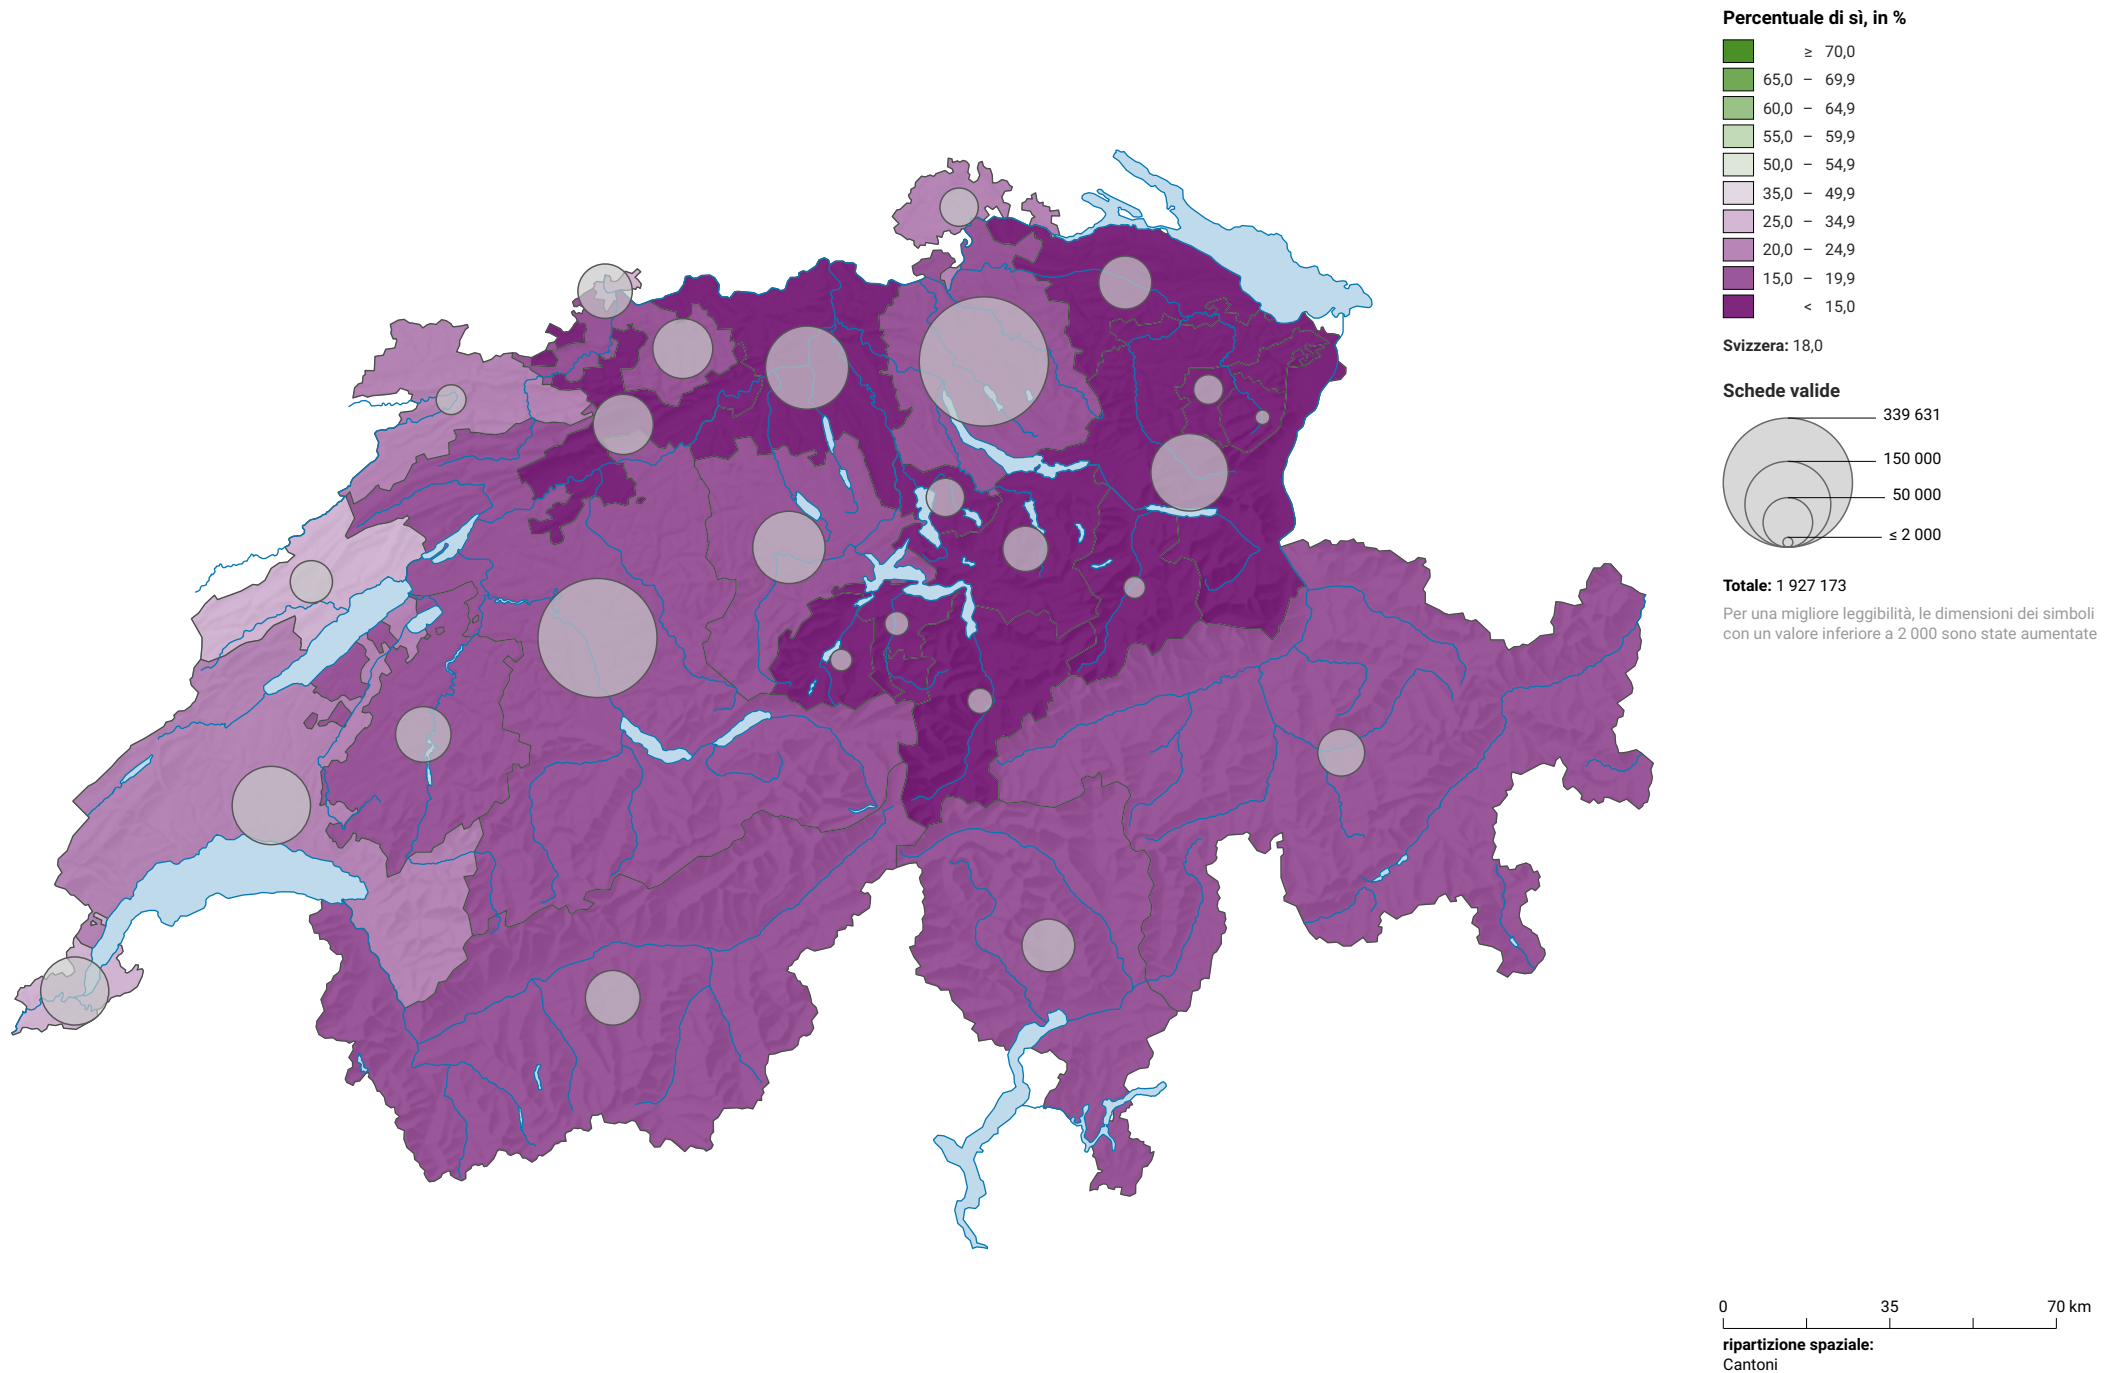 Percentuale di sì, in %
≥ 70,0
65,0 – 69,9
60,0 – 64,9
55,0 – 59,9
50,0 – 54,9
35,0 – 49,9
25,0 – 34,9
20,0 – 24,9
15,0 – 19,9
< 15,0
Svizzera: 18,0
Schede valide
339 631
150 000
50 000
≤ 2 000
Totale: 1 927 173
Per una migliore leggibilità, le dimensioni dei simboli
con un valore inferiore a 2 000 sono state aumentate
0 35 70 km
ripartizione spaziale:
Cantoni